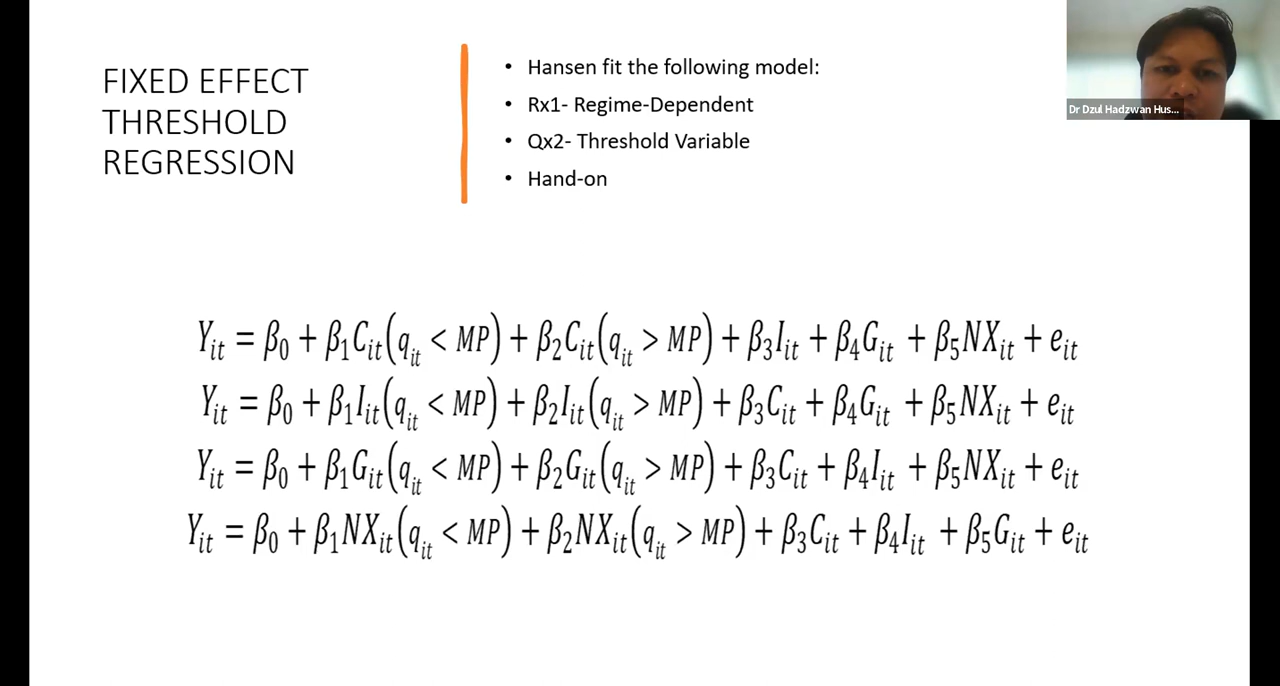 FIXED EFFECT
THRESHOLD
REGRESSION
• Hansen fit the following model:
• Rx1- Regime-Dependent
• Qx2- Threshold Variable
• Hand-on
Dr Dzul Hadzwan Hus...
Y_it = β_0 + β_1C_it(q_it < MP) + β_2C_it(q_it > MP) + β_3I_it + β_4G_it + β_5NX_it + e_it
Y_it = β_0 + β_1I_it(q_it < MP) + β_2I_it(q_it > MP) + β_3C_it + β_4G_it + β_5NX_it + e_it
Y_it = β_0 + β_1G_it(q_it < MP) + β_2G_it(q_it > MP) + β_3C_it + β_4I_it + β_5NX_it + e_it
Y_it = β_0 + β_1NX_it(q_it < MP) + β_2NX_it(q_it > MP) + β_3C_it + β_4I_it + β_5G_it + e_it